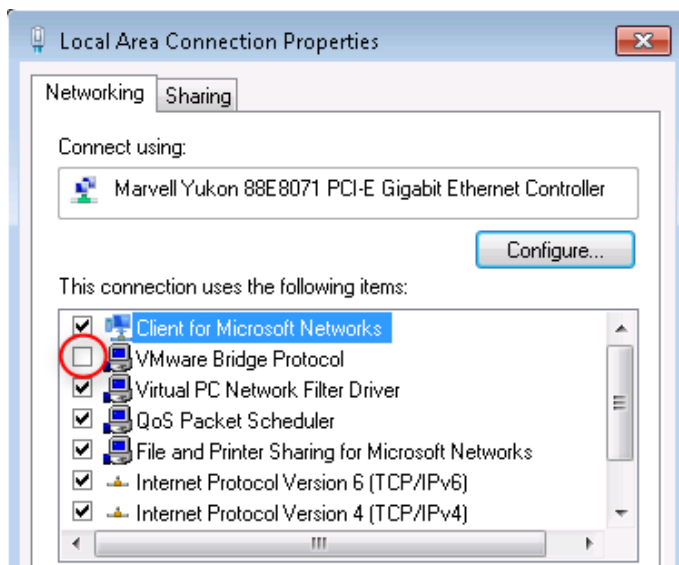 Local Area Connection Properties
Networking Sharing
Connect using:
Marvell Yukon 88E8071 PCI-E Gigabit Ethernet Controller
Configure...
This connection uses the following items:
Client for Microsoft Networks
VMware Bridge Protocol
Virtual PC Network Filter Driver
QoS Packet Scheduler
File and Printer Sharing for Microsoft Networks
Internet Protocol Version 6 (TCP/IPv6)
Internet Protocol Version 4 (TCP/IPv4)